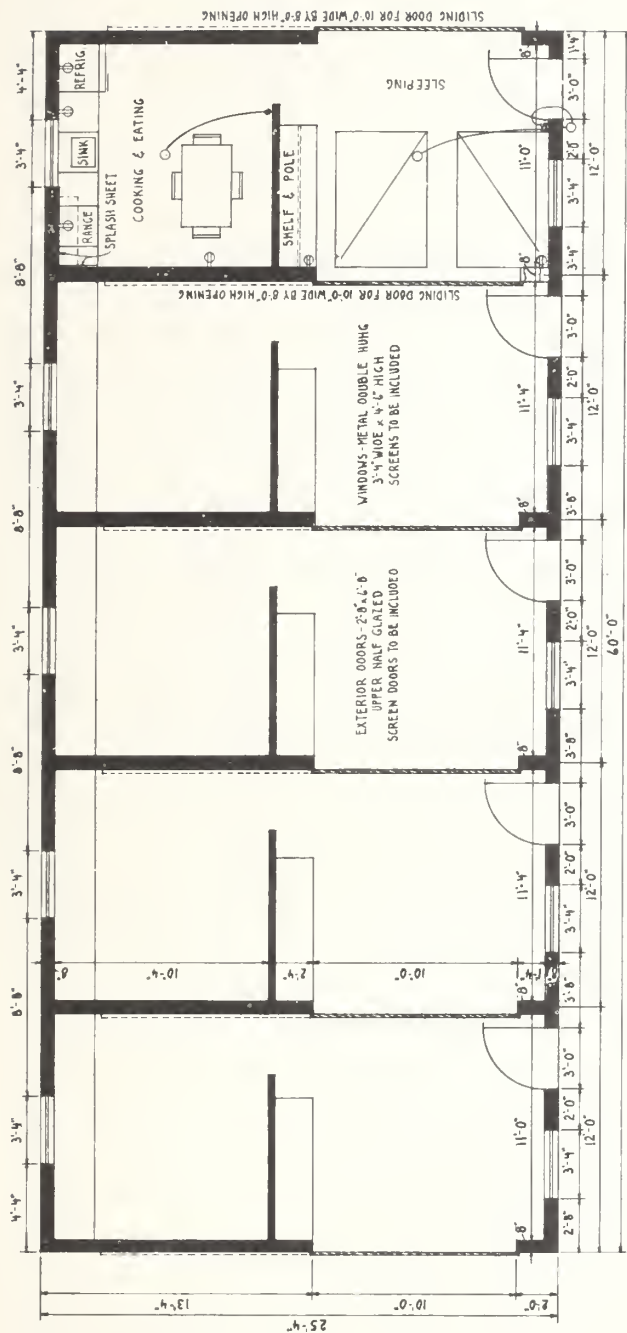 4'-4" 3'-4" 8'-8" 3'-4" 8'-8" 3'-4" 8'-8" 3'-4" 8'-8" 3'-4" 4'-4"
RANGE
SINK
REFRIG.
SPLASH SHEET
COOKING & EATING
SHELF & POLE
SLEEPING
SLIDING DOOR FOR 10'-0" WIDE BY 8'-0" HIGH OPENING
SLIDING DOOR FOR 10'-0" WIDE BY 8'-0" HIGH OPENING
EXTERIOR DOORS - 2'-8" x 6'-8"
UPPER HALF GLAZED
SCREEN DOORS TO BE INCLUDED
WINDOWS - METAL DOUBLE HUNG
3'-4" WIDE x 4'-6" HIGH
SCREENS TO BE INCLUDED
8"
10'-4"
2'-4"
10'-0"
1'-4"
13'-4"
10'-0"
2'-0"
25'-4"
8" 11'-0" 8" 11'-4" 8" 11'-4" 8" 11'-4" 8" 11'-0" 8"
2'-8" 3'-4" 2'-0" 3'-0" 3'-8" 3'-4" 2'-0" 3'-0" 3'-8" 3'-4" 2'-0" 3'-0" 3'-8" 3'-4" 2'-0" 3'-0" 3'-4" 3'-4" 2'-0" 3'-0" 1'-4"
12'-0" 12'-0" 12'-0" 12'-0" 12'-0"
60'-0"